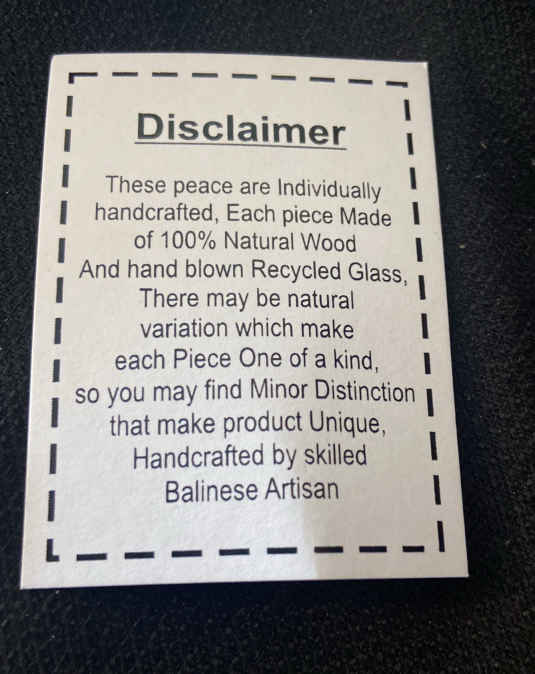 Disclaimer
These peace are Individually
handcrafted, Each piece Made
of 100% Natural Wood
And hand blown Recycled Glass,
There may be natural
variation which make
each Piece One of a kind,
so you may find Minor Distinction
that make product Unique,
Handcrafted by skilled
Balinese Artisan